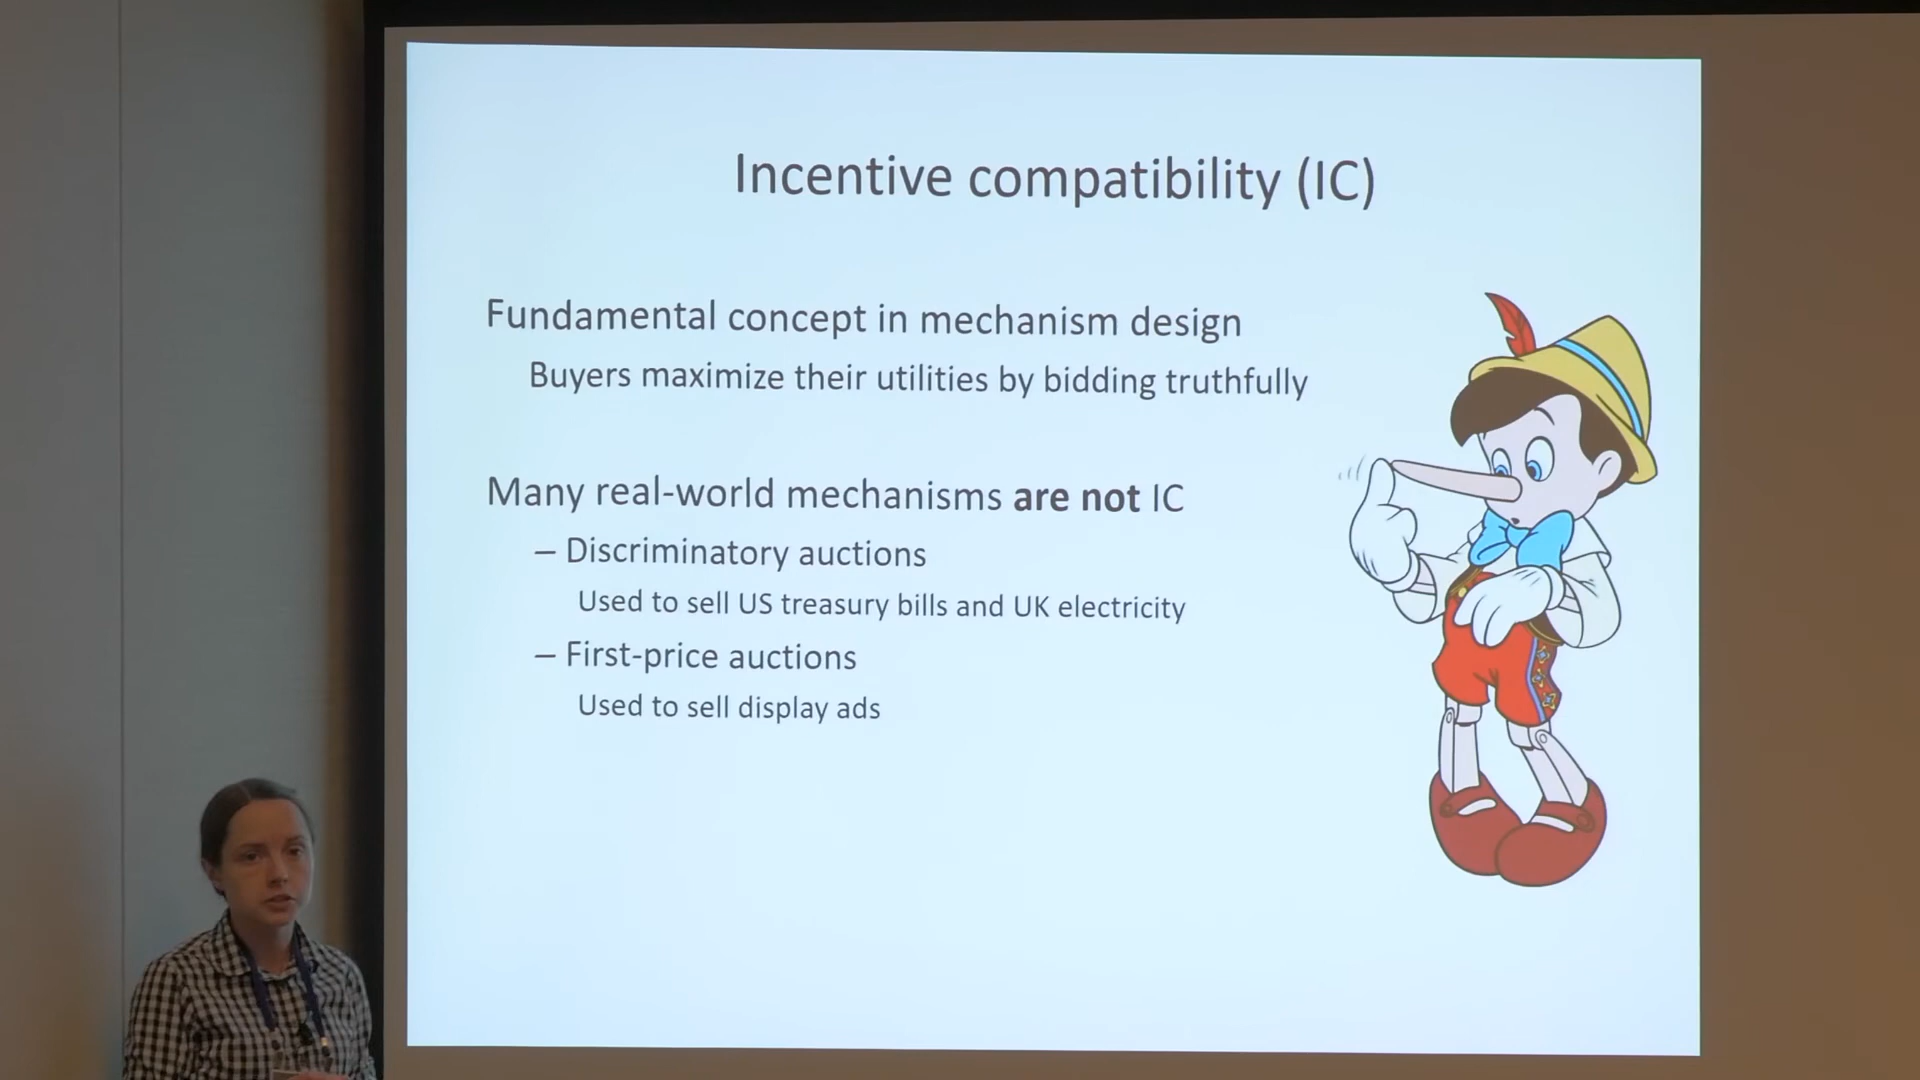 Incentive compatibility (IC)
Fundamental concept in mechanism design
Buyers maximize their utilities by bidding truthfully
Many real-world mechanisms are not IC
– Discriminatory auctions
Used to sell US treasury bills and UK electricity
– First-price auctions
Used to sell display ads